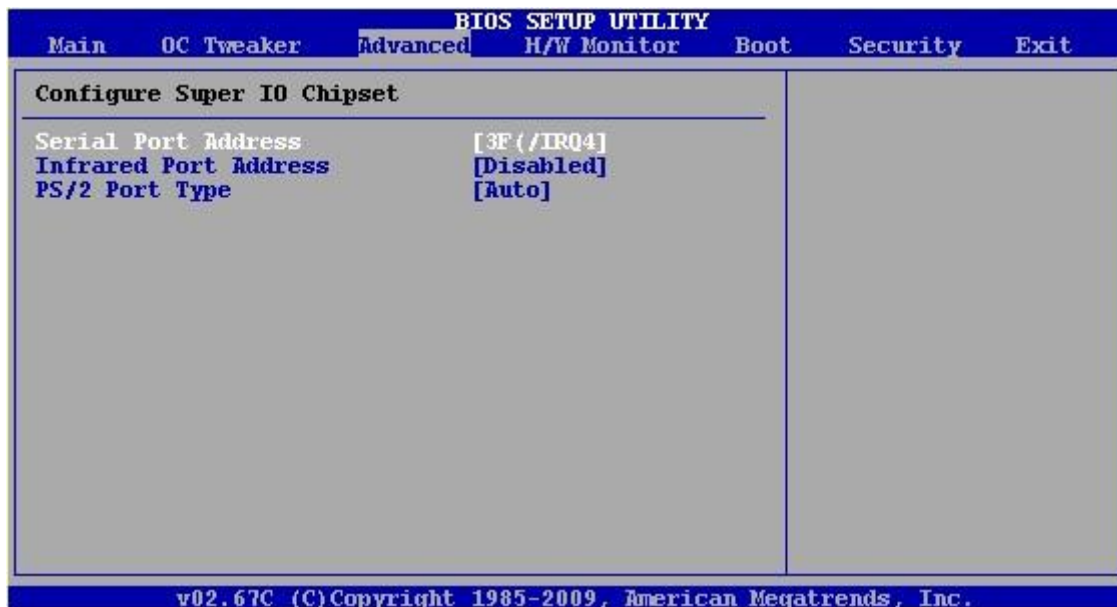 BIOS SETUP UTILITY
Main OC Tweaker Advanced H/W Monitor Boot Security Exit
Configure Super IO Chipset
Serial Port Address [3F(/IRQ4]
Infrared Port Address [Disabled]
PS/2 Port Type [Auto]
v02.67C (C)Copyright 1985-2009, American Megatrends, Inc.